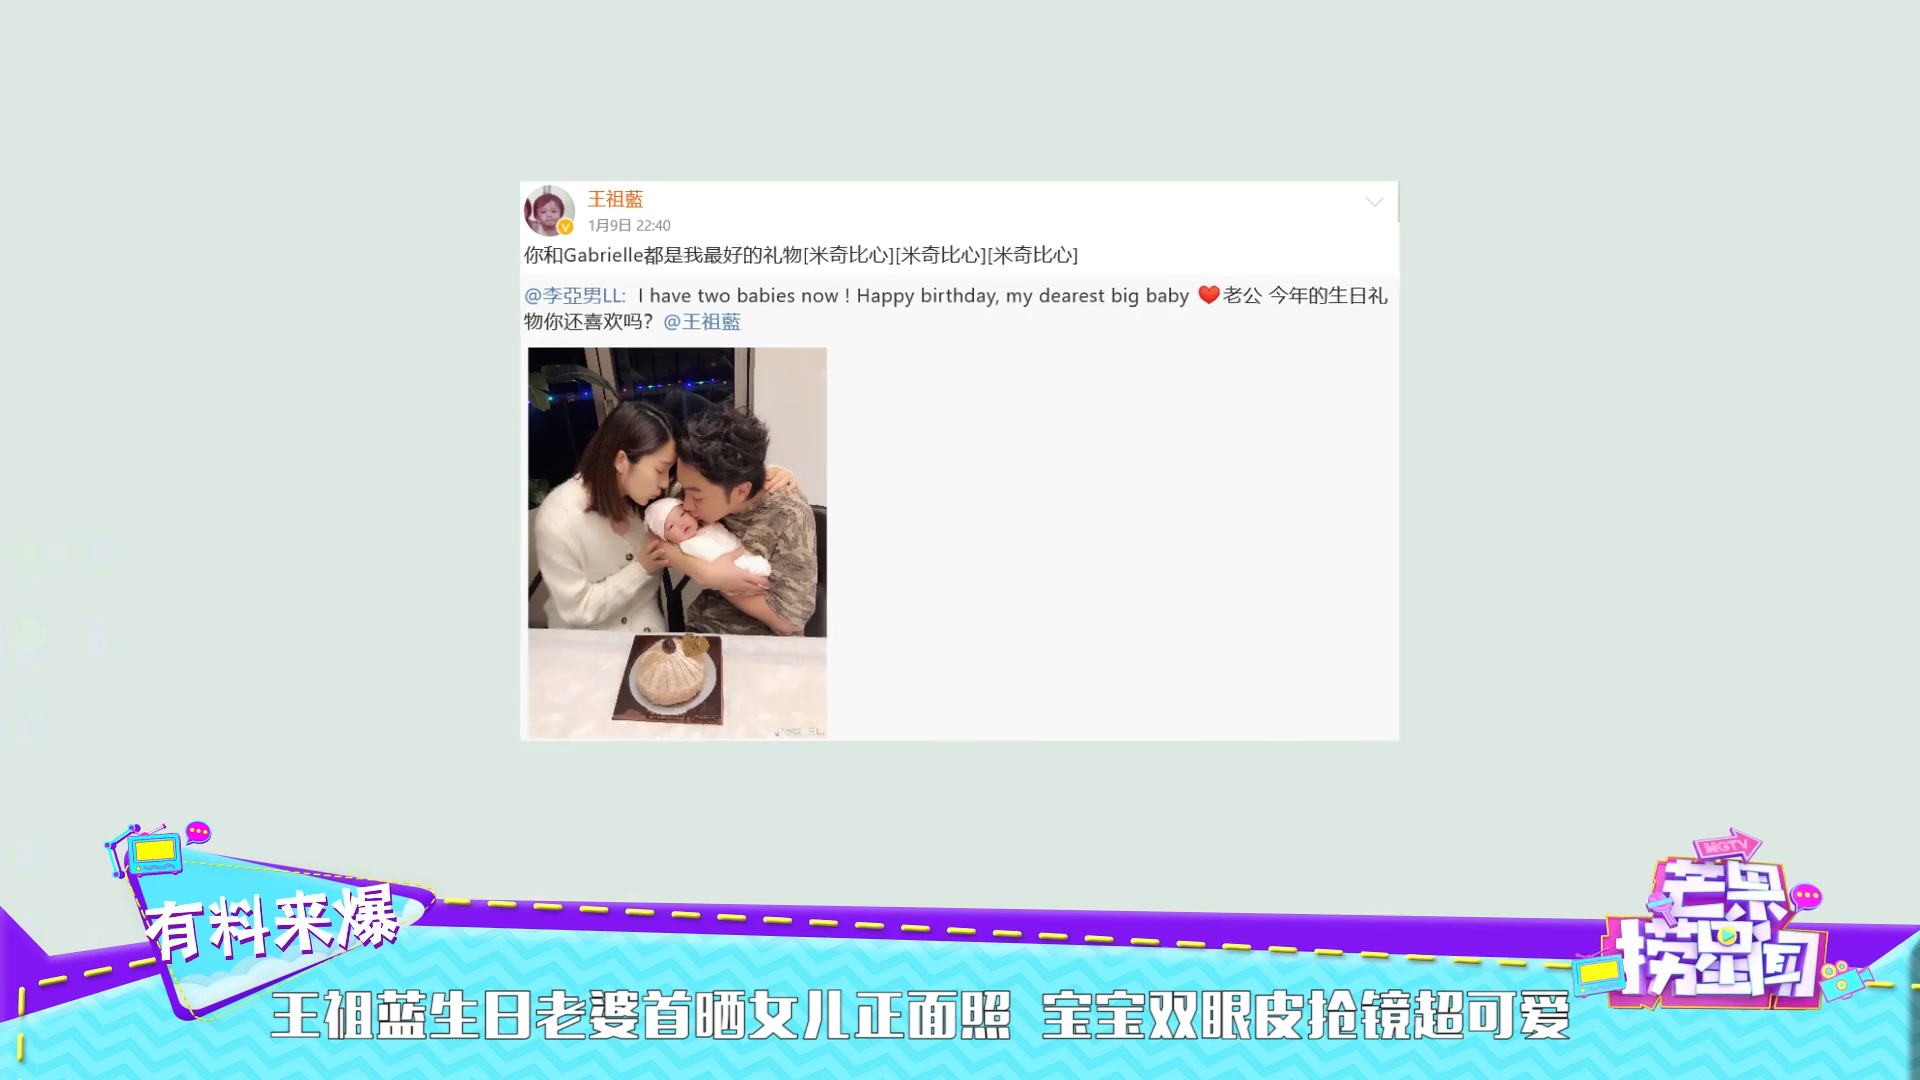 王祖藍
1月9日 22:40
你和Gabrielle都是我最好的礼物[米奇比心][米奇比心][米奇比心]
@李亞男LL: I have two babies now ! Happy birthday, my dearest big baby ❤老公 今年的生日礼
物你还喜欢吗？@王祖藍
有料来爆
MGTV
芒果
捞星闻
王祖蓝生日老婆首晒女儿正面照 宝宝双眼皮抢镜超可爱